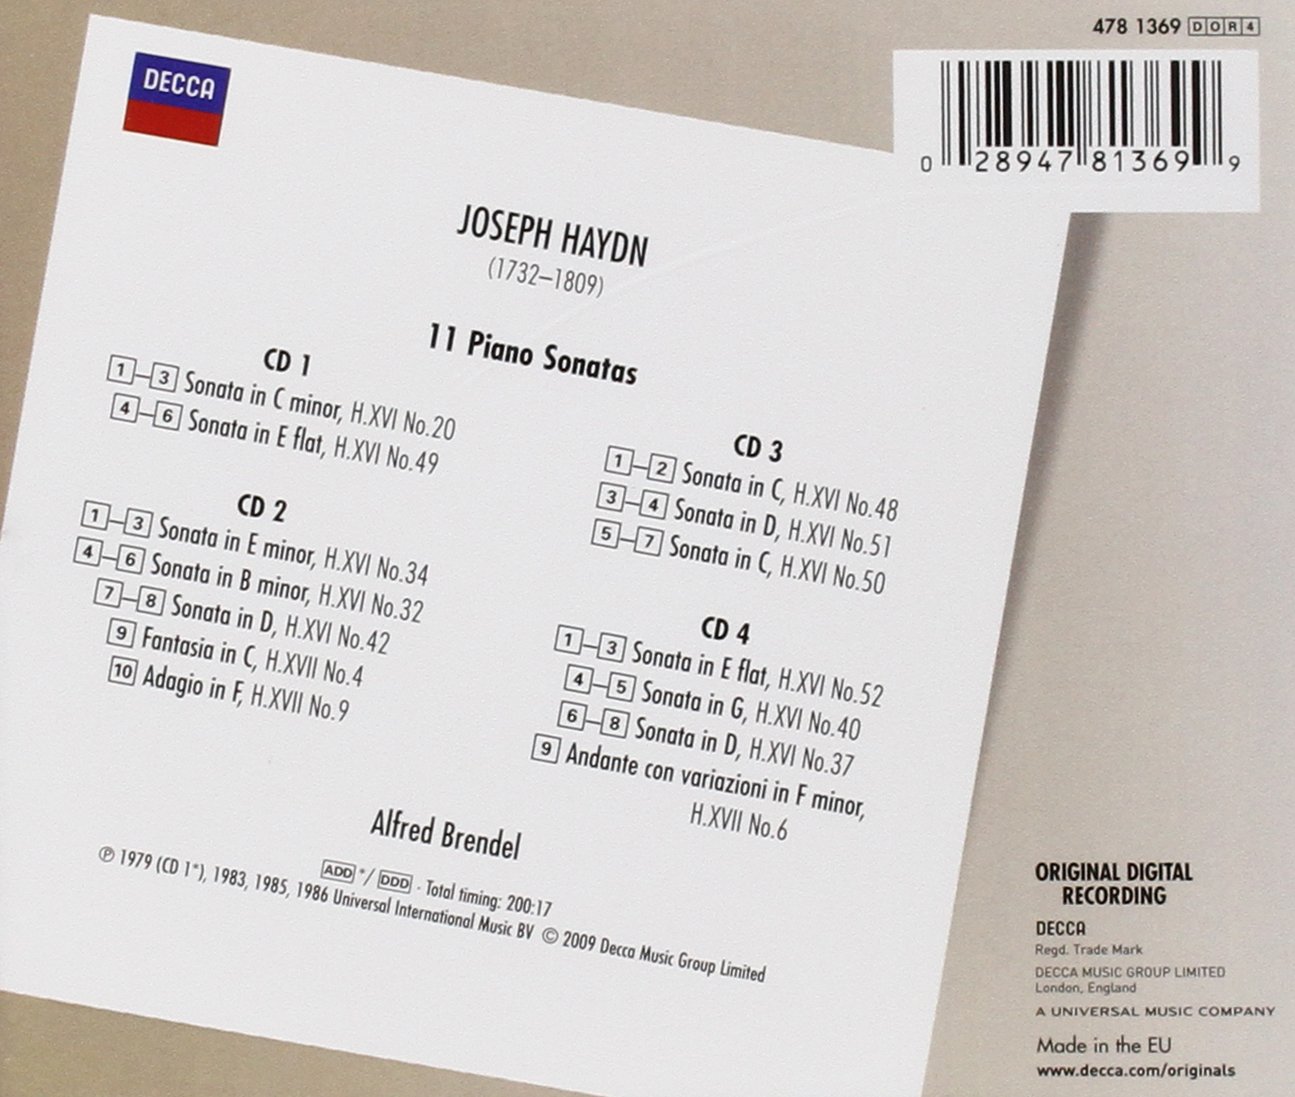 478 1369 DOR4
0 28947 81369 9
DECCA
JOSEPH HAYDN
(1732–1809)
11 Piano Sonatas
CD 1
1–3 Sonata in C minor, H.XVI No.20
4–6 Sonata in E flat, H.XVI No.49
CD 2
1–3 Sonata in E minor, H.XVI No.34
4–6 Sonata in B minor, H.XVI No.32
7–8 Sonata in D, H.XVI No.42
9 Fantasia in C, H.XVII No.4
10 Adagio in F, H.XVII No.9
CD 3
1–2 Sonata in C, H.XVI No.48
3–4 Sonata in D, H.XVI No.51
5–7 Sonata in C, H.XVI No.50
CD 4
1–3 Sonata in E flat, H.XVI No.52
4–5 Sonata in G, H.XVI No.40
6–8 Sonata in D, H.XVI No.37
9 Andante con variazioni in F minor,
H.XVII No.6
Alfred Brendel
ADD */ DDD · Total timing: 200:17
℗ 1979 (CD 1*), 1983, 1985, 1986 Universal International Music BV © 2009 Decca Music Group Limited
ORIGINAL DIGITAL
RECORDING
DECCA
Regd. Trade Mark
DECCA MUSIC GROUP LIMITED
London, England
A UNIVERSAL MUSIC COMPANY
Made in the EU
www.decca.com/originals